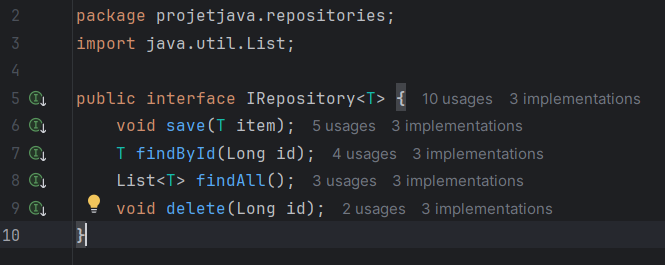 2 package projetjava.repositories;
3 import java.util.List;
4
5 public interface IRepository<T> { 10 usages 3 implementations
6 void save(T item); 5 usages 3 implementations
7 T findById(Long id); 4 usages 3 implementations
8 List<T> findAll(); 3 usages 3 implementations
9 void delete(Long id); 2 usages 3 implementations
10 }